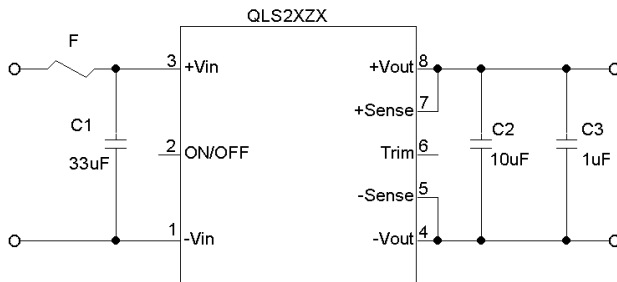 QLS2XZX
F
3 +Vin
+Vout 8
+Sense 7
C1
33uF
2 ON/OFF
Trim 6
C2
10uF
C3
1uF
-Sense 5
1 -Vin
-Vout 4